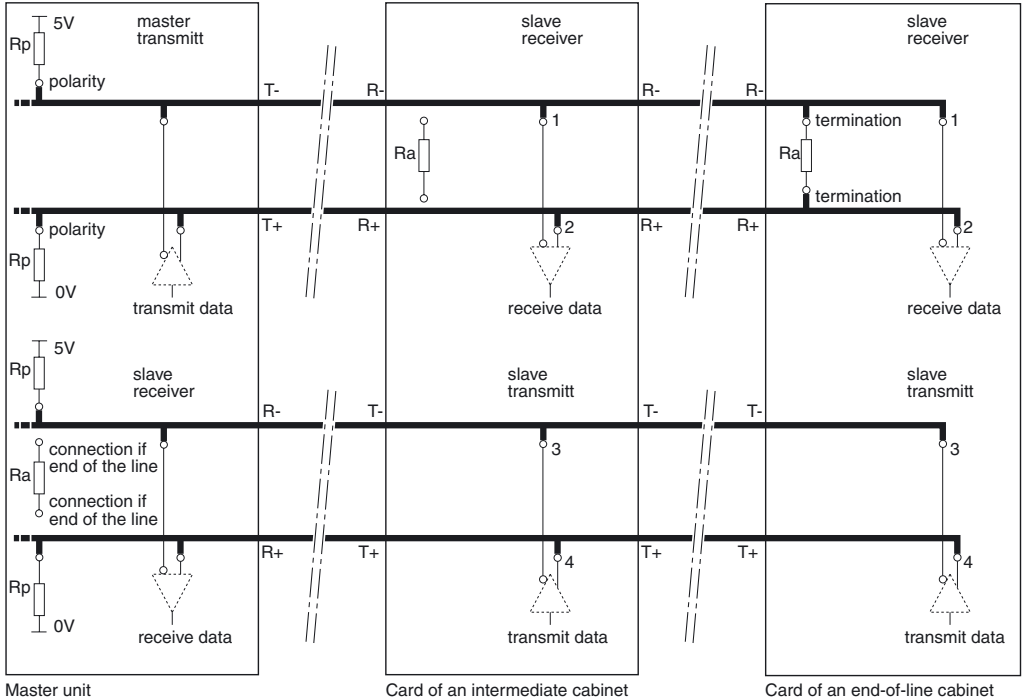 5V
master
transmitt
slave
receiver
slave
receiver
Rp
polarity
T-
R-
R-
R-
1
termination
1
Ra
Ra
termination
polarity
T+
R+
2
R+
R+
2
Rp
0V
transmit data
receive data
receive data
5V
Rp
slave
receiver
slave
transmitt
slave
transmitt
R-
T-
T-
T-
connection if
end of the line
3
3
Ra
connection if
end of the line
R+
T+
4
T+
T+
4
Rp
0V
receive data
transmit data
transmit data
Master unit
Card of an intermediate cabinet
Card of an end-of-line cabinet